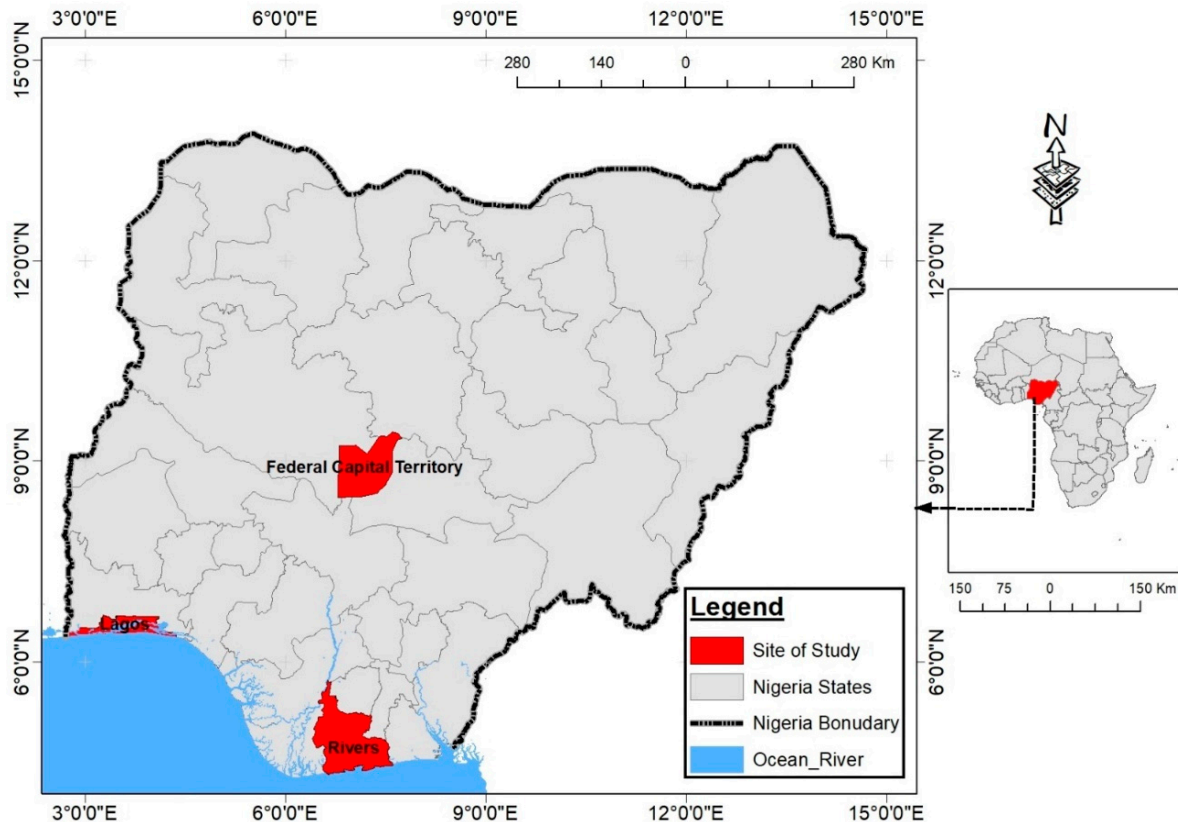 3°0'0"E 6°0'0"E 9°0'0"E 12°0'0"E 15°0'0"E
15°0'0"N
280 140 0 280 Km
N
12°0'0"N 12°0'0"N
9°0'0"N 9°0'0"N
Federal Capital Territory
150 75 0 150 Km
Legend
Lagos
Site of Study
6°0'0"N 6°0'0"N
Nigeria States
Nigeria Bonudary
Rivers
Ocean_River
3°0'0"E 6°0'0"E 9°0'0"E 12°0'0"E 15°0'0"E